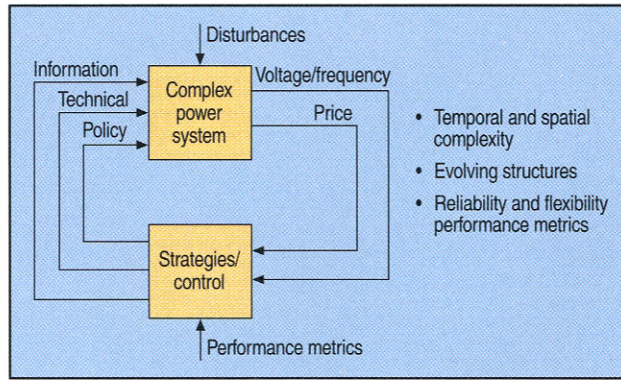 Disturbances
Information
Technical
Policy
Complex
power
system
Voltage/frequency
Price
Strategies/
control
Performance metrics
• Temporal and spatial
complexity
• Evolving structures
• Reliability and flexibility
performance metrics